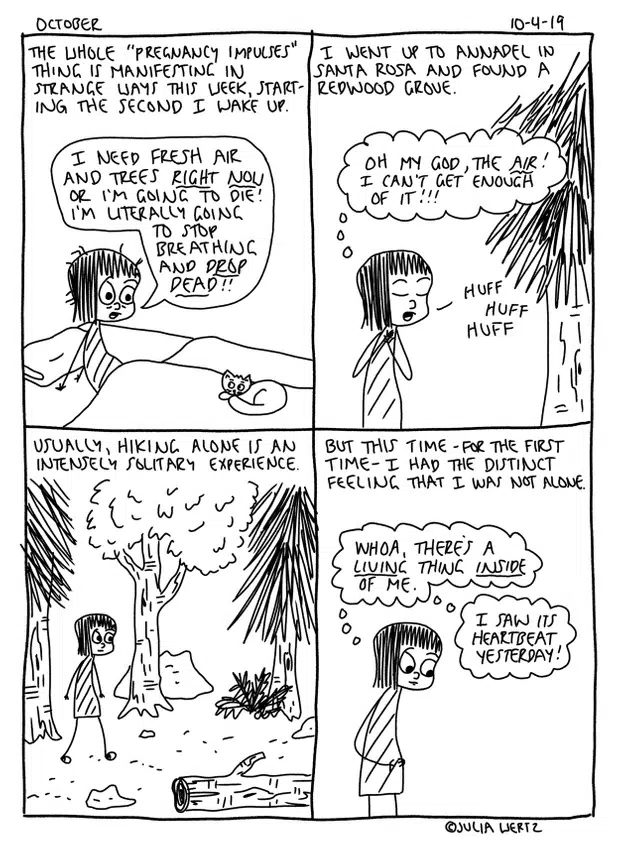 OCTOBER
10-4-19
THE WHOLE "PREGNANCY IMPULSES"
THING IS MANIFESTING IN
STRANGE WAYS THIS WEEK, START-
ING THE SECOND I WAKE UP.
I NEED FRESH AIR
AND TREES RIGHT NOW
OR I'M GOING TO DIE!
I'M LITERALLY GOING
TO STOP
BREATHING
AND DROP
DEAD!!
I WENT UP TO ANNADEL IN
SANTA ROSA AND FOUND A
REDWOOD GROVE.
OH MY GOD, THE AIR!
I CAN'T GET ENOUGH
OF IT!!!
HUFF
HUFF
HUFF
USUALLY, HIKING ALONE IS AN
INTENSELY SOLITARY EXPERIENCE.
BUT THIS TIME - FOR THE FIRST
TIME - I HAD THE DISTINCT
FEELING THAT I WAS NOT ALONE.
WHOA, THERE'S A
LIVING THING INSIDE
OF ME.
I SAW ITS
HEARTBEAT
YESTERDAY!
©JULIA WERTZ